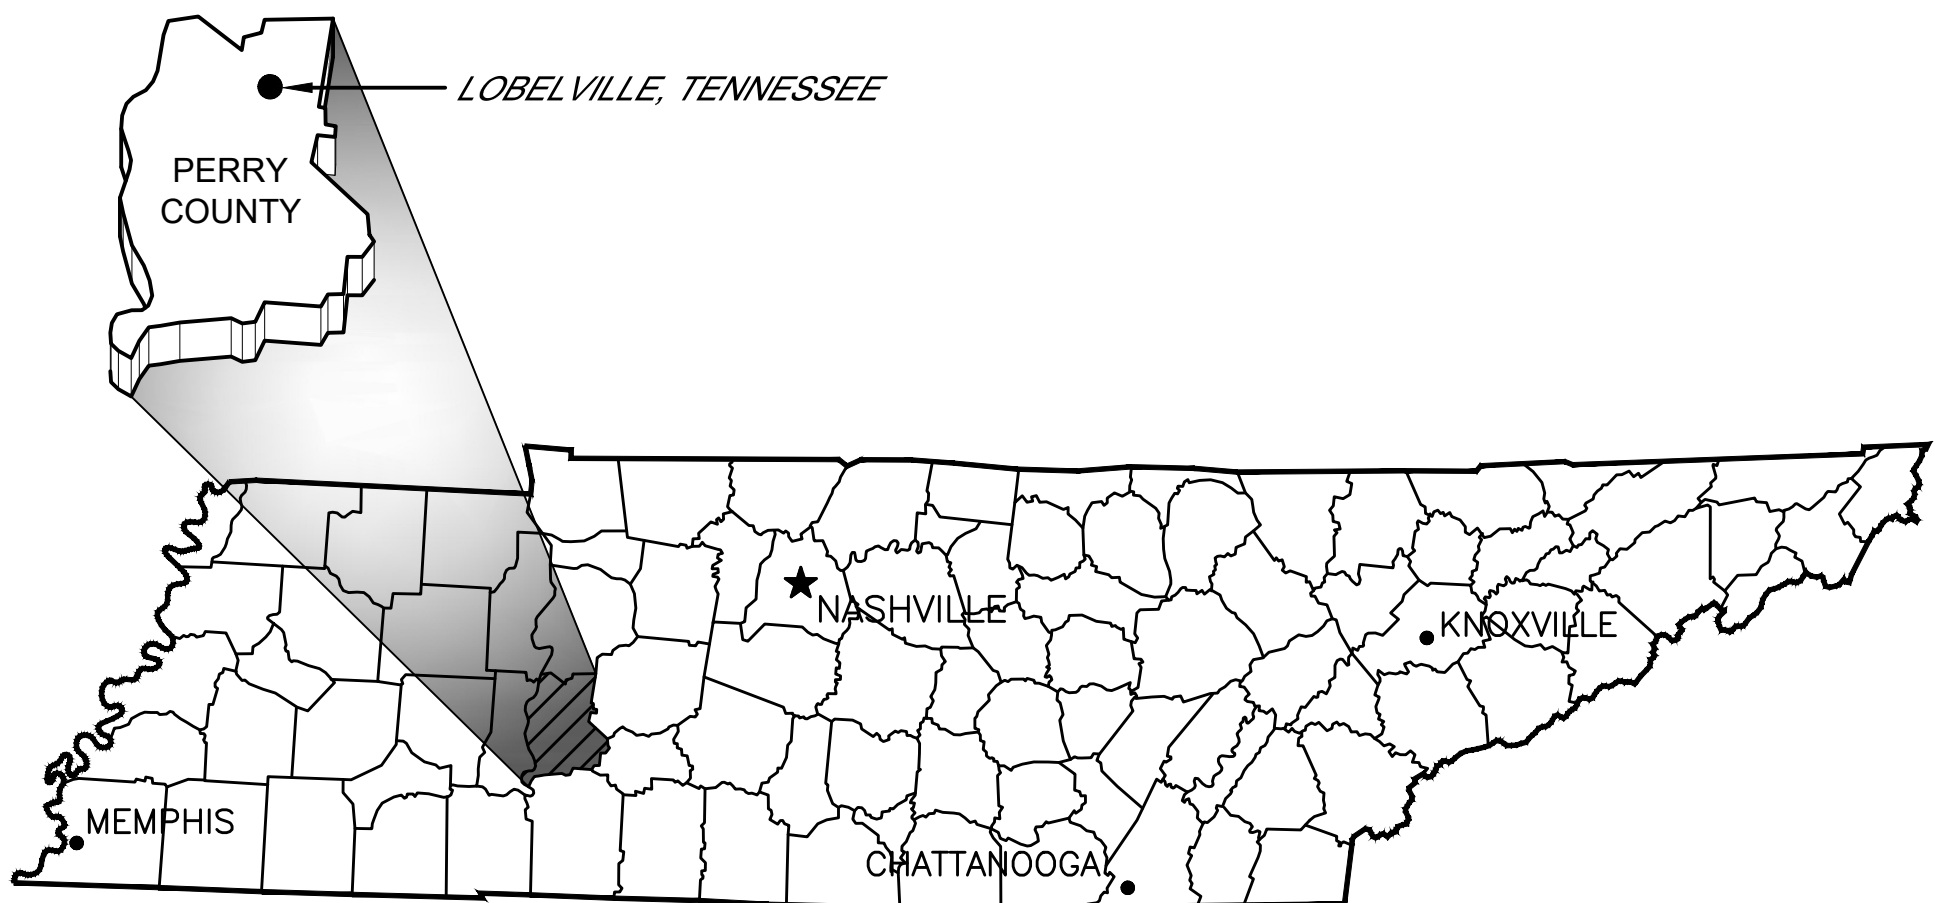 LOBELVILLE, TENNESSEE
PERRY
COUNTY
NASHVILLE
KNOXVILLE
MEMPHIS
CHATTANOOGA